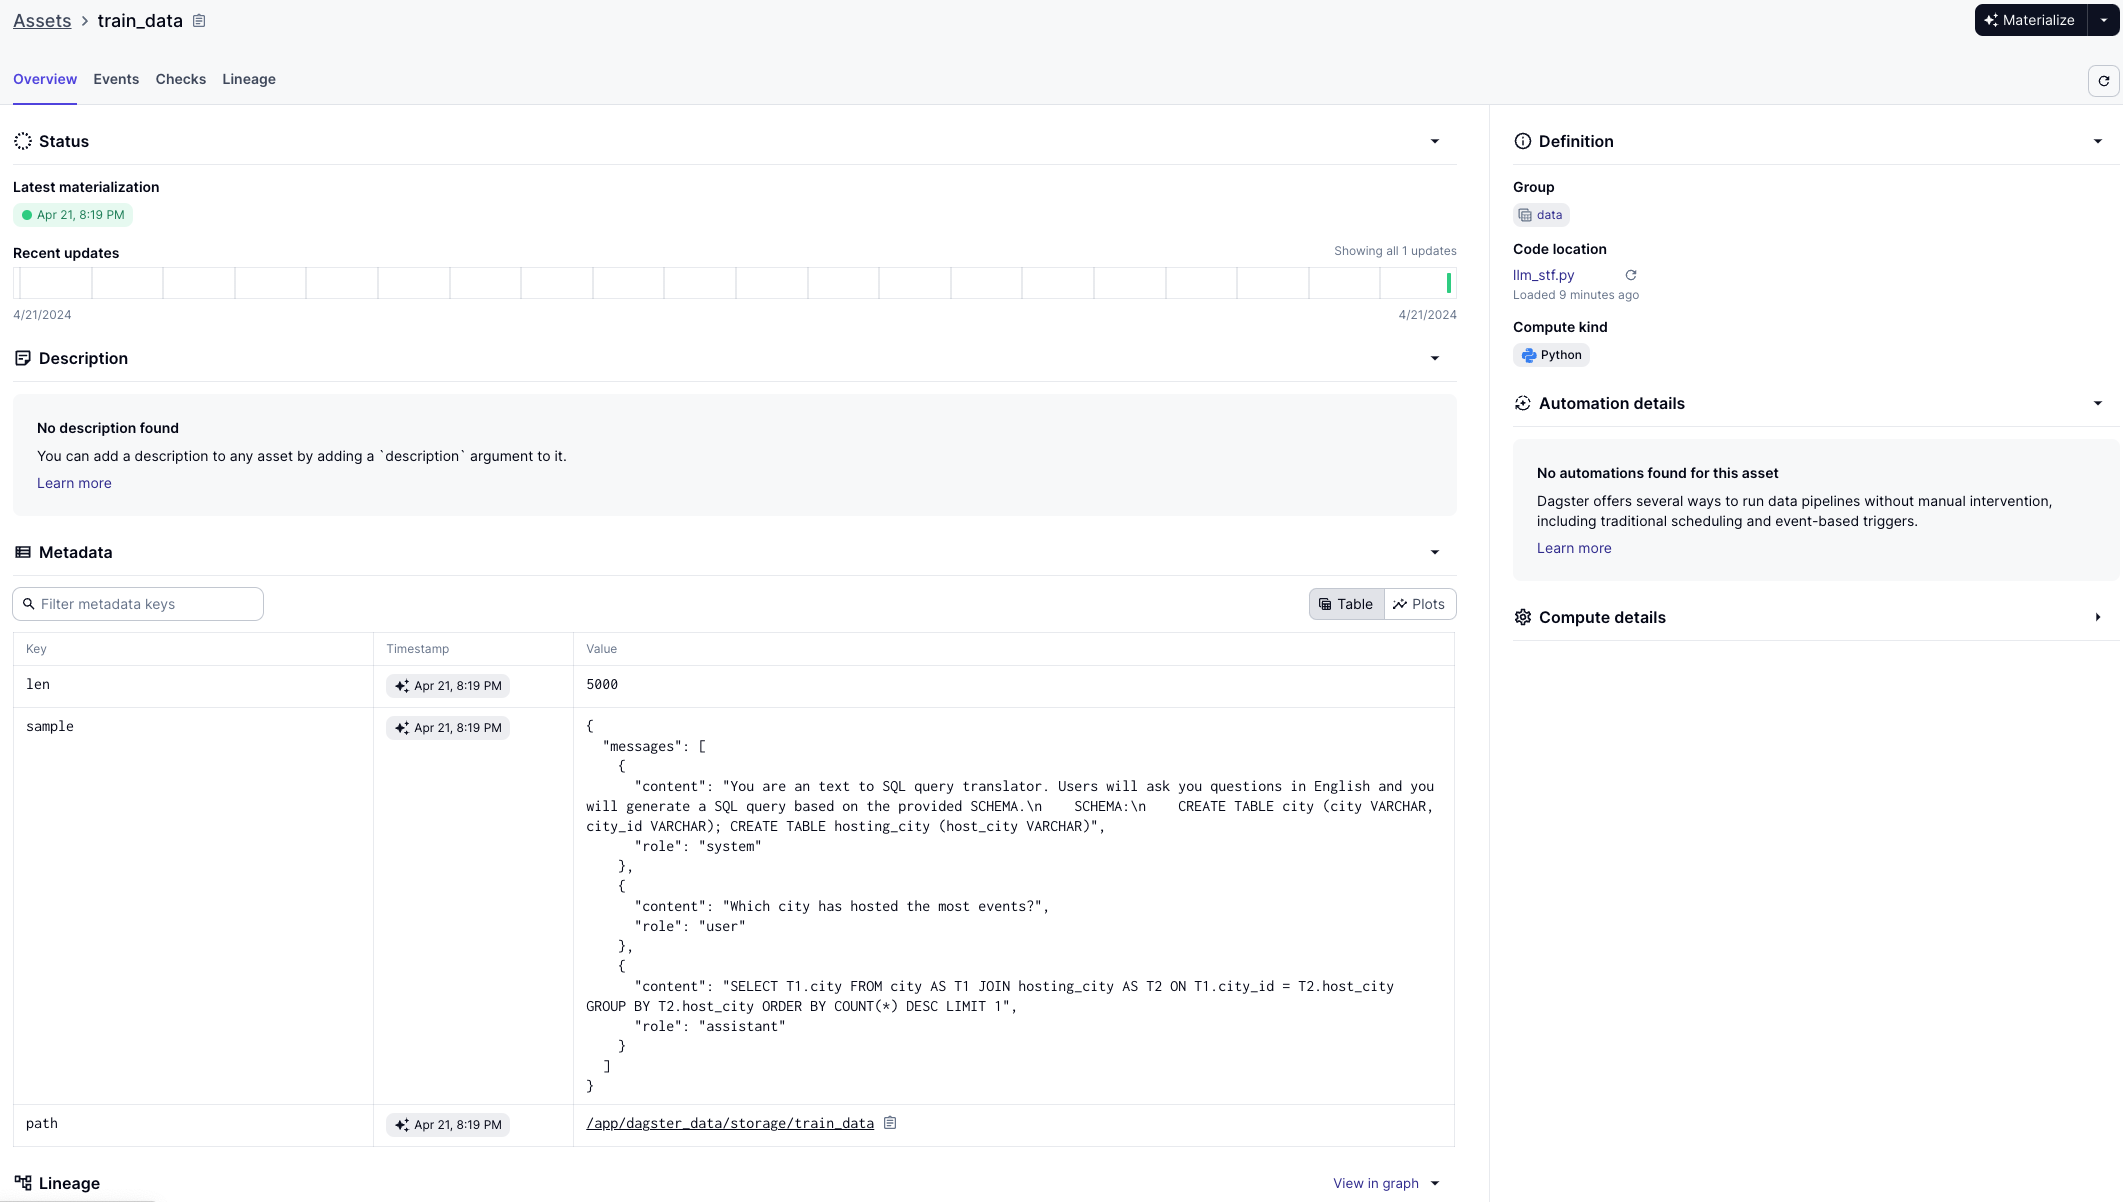 Assets > train_data
Materialize
Overview Events Checks Lineage
Status
Latest materialization
Apr 21, 8:19 PM
Recent updates
Showing all 1 updates
4/21/2024
4/21/2024
Description
No description found
You can add a description to any asset by adding a `description` argument to it.
Learn more
Metadata
Filter metadata keys
Table Plots
Key Timestamp Value
len Apr 21, 8:19 PM 5000
sample Apr 21, 8:19 PM {
  "messages": [
    {
      "content": "You are an text to SQL query translator. Users will ask you questions in English and you
will generate a SQL query based on the provided SCHEMA.\n    SCHEMA:\n    CREATE TABLE city (city VARCHAR,
city_id VARCHAR); CREATE TABLE hosting_city (host_city VARCHAR)",
      "role": "system"
    },
    {
      "content": "Which city has hosted the most events?",
      "role": "user"
    },
    {
      "content": "SELECT T1.city FROM city AS T1 JOIN hosting_city AS T2 ON T1.city_id = T2.host_city
GROUP BY T2.host_city ORDER BY COUNT(*) DESC LIMIT 1",
      "role": "assistant"
    }
  ]
}
path Apr 21, 8:19 PM /app/dagster_data/storage/train_data
Lineage
View in graph
Definition
Group
data
Code location
llm_stf.py
Loaded 9 minutes ago
Compute kind
Python
Automation details
No automations found for this asset
Dagster offers several ways to run data pipelines without manual intervention,
including traditional scheduling and event-based triggers.
Learn more
Compute details